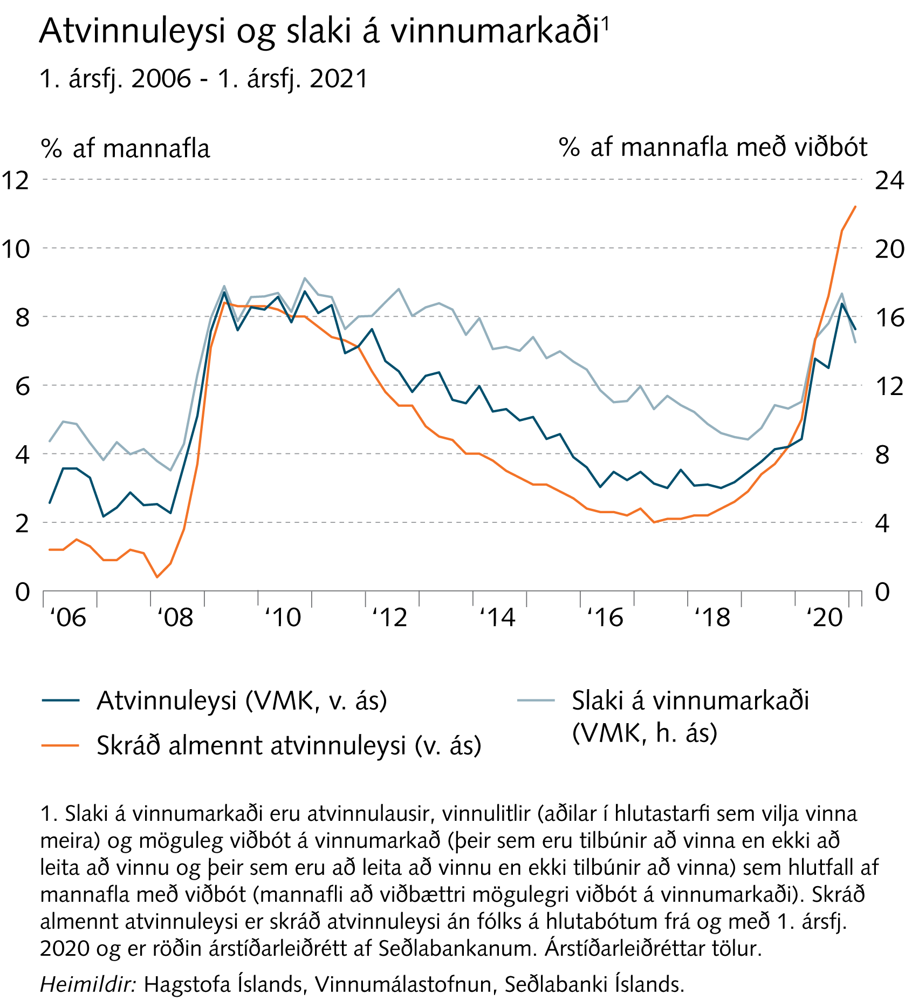 Atvinnuleysi og slaki á vinnumarkaði¹
1. ársfj. 2006 - 1. ársfj. 2021
% af mannafla
% af mannafla með viðbót
12
24
10
20
8
16
6
12
4
8
2
4
0
0
‘06
‘08
‘10
‘12
‘14
‘16
‘18
‘20
Atvinnuleysi (VMK, v. ás)
Skráð almennt atvinnuleysi (v. ás)
Slaki á vinnumarkaði
(VMK, h. ás)
1. Slaki á vinnumarkaði eru atvinnulausir, vinnulitlir (aðilar í hlutastarfi sem vilja vinna
meira) og möguleg viðbót á vinnumarkað (þeir sem eru tilbúnir að vinna en ekki að
leita að vinnu og þeir sem eru að leita að vinnu en ekki tilbúnir að vinna) sem hlutfall af
mannafla með viðbót (mannafli að viðbættri mögulegri viðbót á vinnumarkaði). Skráð
almennt atvinnuleysi er skráð atvinnuleysi án fólks á hlutabótum frá og með 1. ársfj.
2020 og er röðin árstíðarleiðrétt af Seðlabankanum. Árstíðarleiðréttar tölur.
Heimildir: Hagstofa Íslands, Vinnumálastofnun, Seðlabanki Íslands.